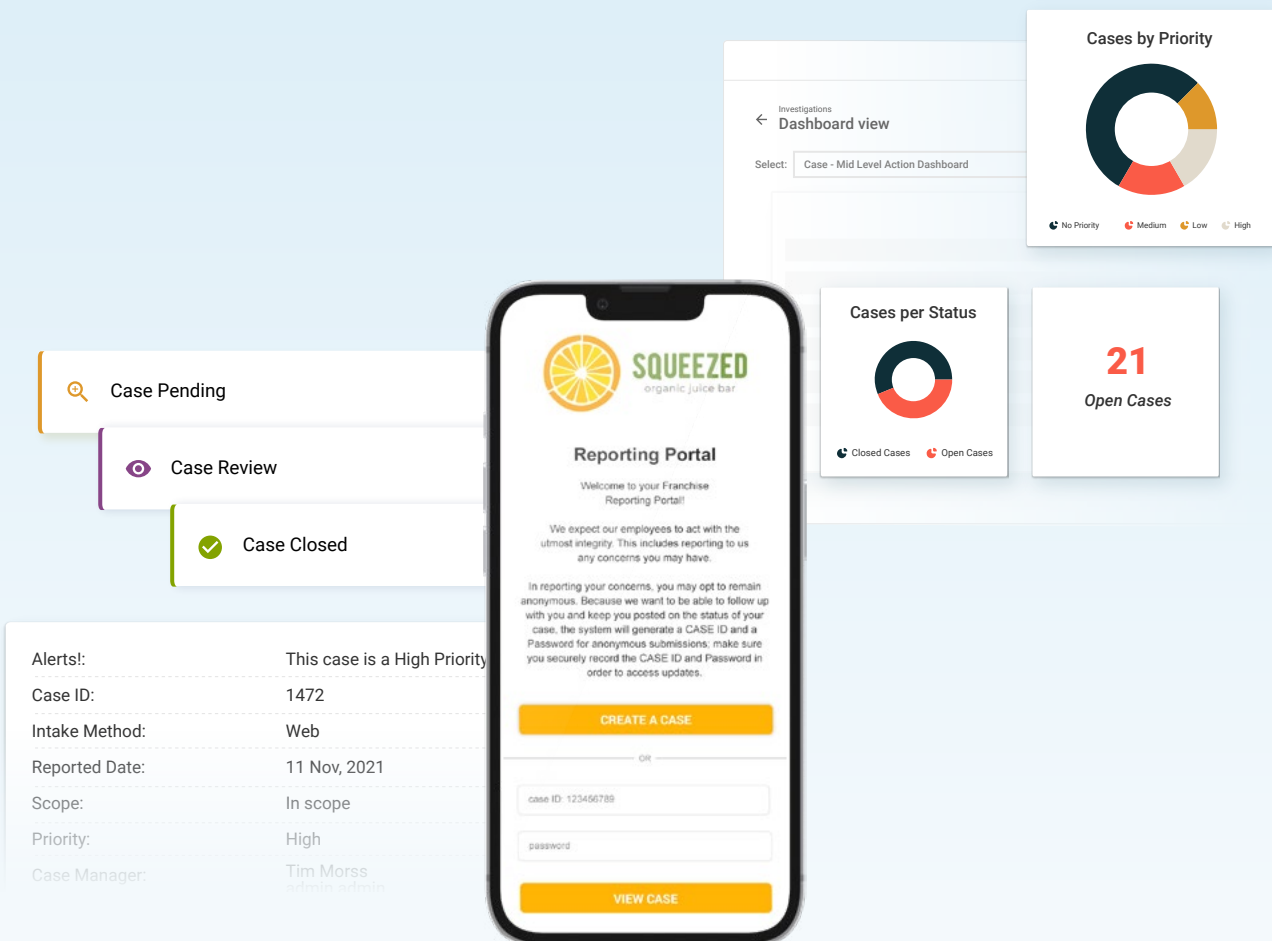 Cases by Priority
No Priority
Medium
Low
High
Investigations
Dashboard view
Select:
Case - Mid Level Action Dashboard
Cases per Status
Closed Cases
Open Cases
21
Open Cases
Case Pending
Case Review
Case Closed
Alerts!: This case is a High Priority
Case ID: 1472
Intake Method: Web
Reported Date: 11 Nov, 2021
Scope: In scope
Priority: High
Case Manager: Tim Morss
admin admin
SQUEEZED
organic juice bar
Reporting Portal
Welcome to your Franchise
Reporting Portal!
We expect our employees to act with the
utmost integrity. This includes reporting to us
any concerns you may have.
In reporting your concerns, you may opt to remain
anonymous. Because we want to be able to follow up
with you and keep you posted on the status of your
case, the system will generate a CASE ID and a
Password for anonymous submissions; make sure
you securely record the CASE ID and Password in
order to access updates.
CREATE A CASE
OR
case ID: 123456789
password
VIEW CASE